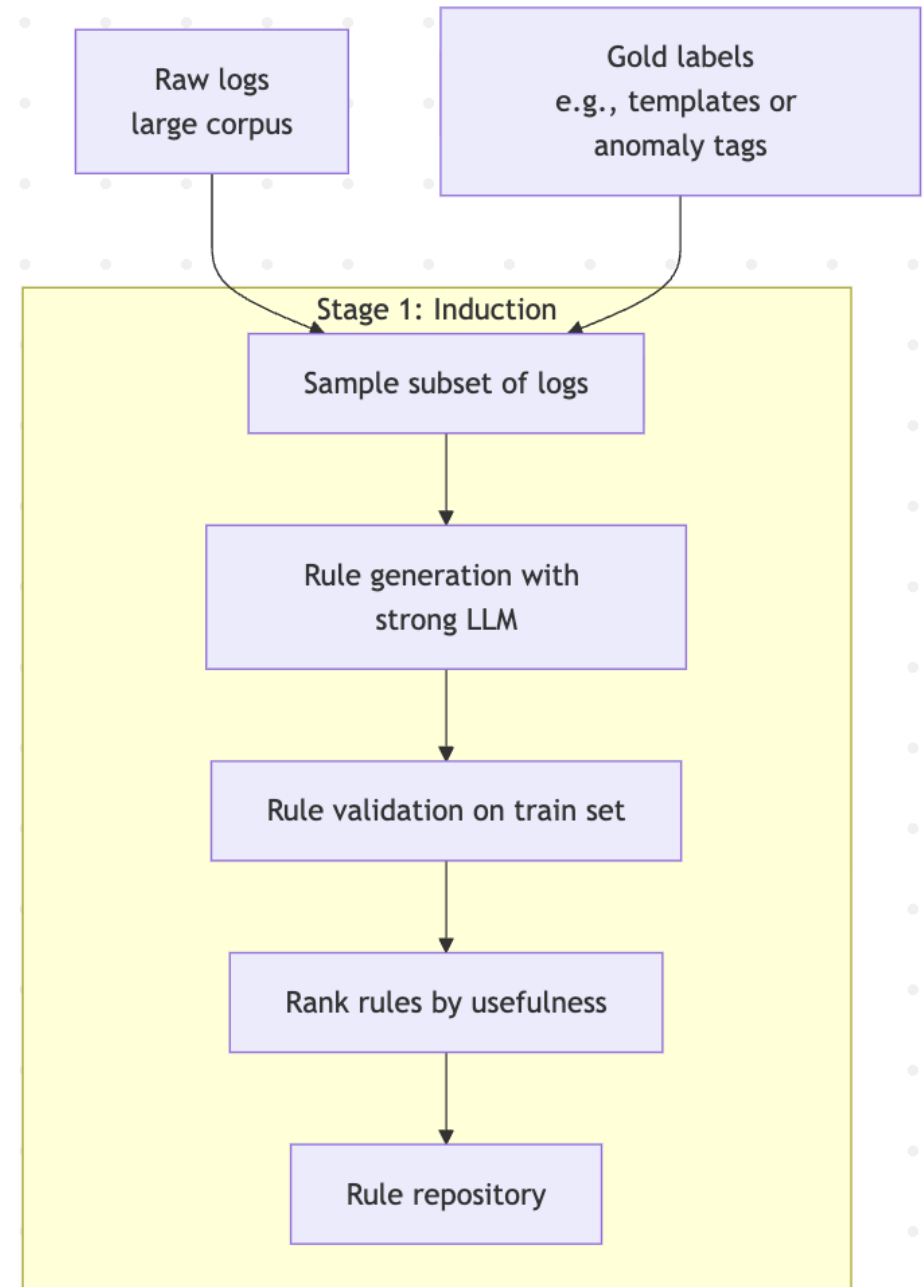 Raw logs
large corpus
Gold labels
e.g., templates or
anomaly tags
Stage 1: Induction
Sample subset of logs
Rule generation with
strong LLM
Rule validation on train set
Rank rules by usefulness
Rule repository